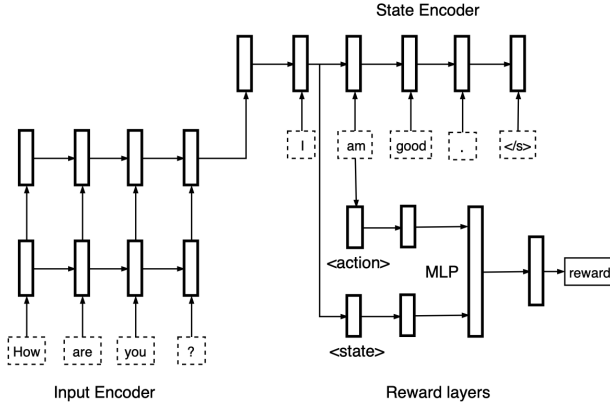 State Encoder
I am good . </s>
<action>
MLP
reward
<state>
How are you ?
Input Encoder
Reward layers